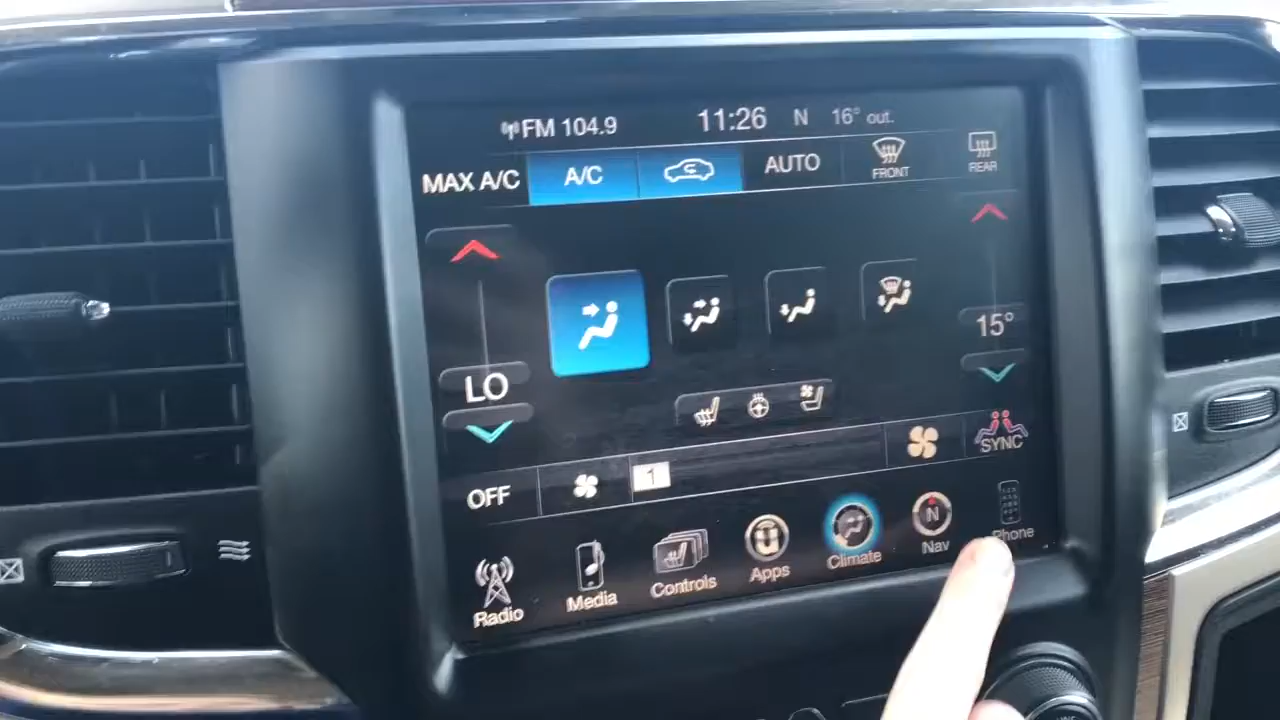 FM 104.9 11:26 N 16° out.
MAX A/C A/C AUTO FRONT REAR
LO 15°
SYNC
OFF 1
Radio Media Controls Apps Climate N Nav Phone